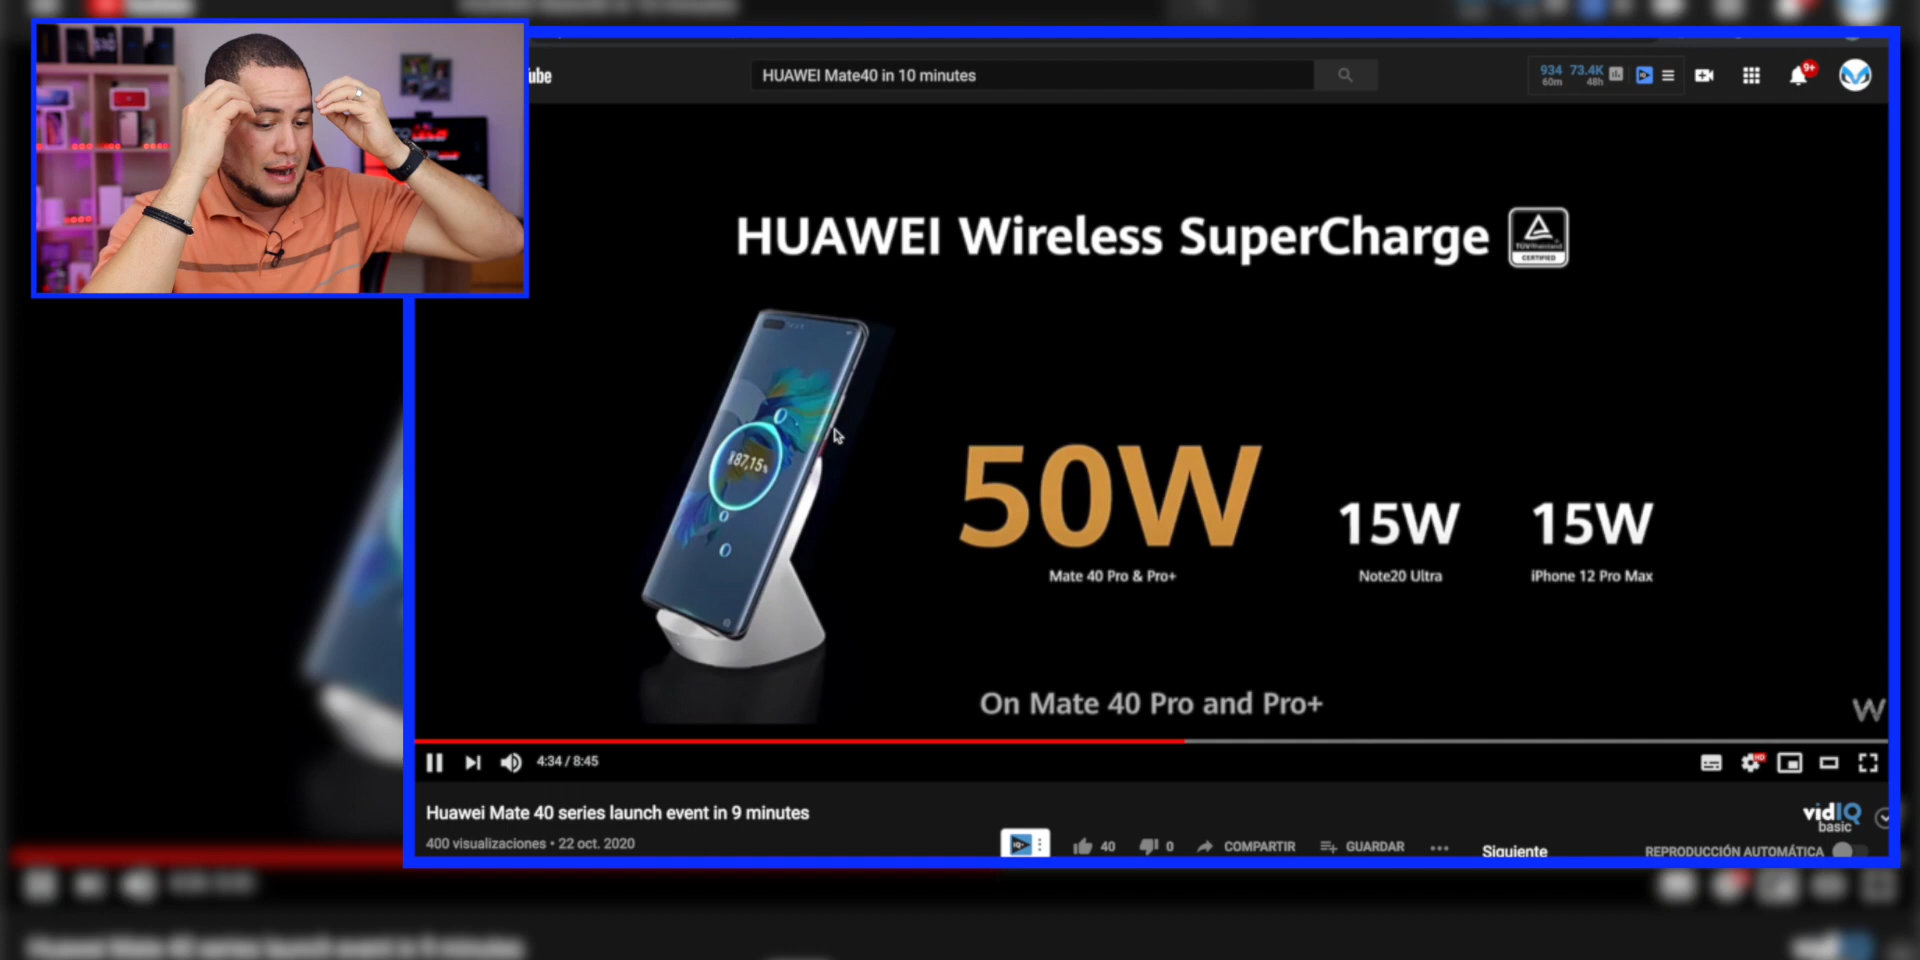 ube
HUAWEI Mate40 in 10 minutes
934 73.4K
60m 48h
9+
HUAWEI Wireless SuperCharge
TÜVRheinland
CERTIFIED
87,15%
50W
15W
15W
Mate 40 Pro & Pro+
Note20 Ultra
iPhone 12 Pro Max
On Mate 40 Pro and Pro+
W
4:34 / 8:45
HD
Huawei Mate 40 series launch event in 9 minutes
400 visualizaciones • 22 oct. 2020
vidIQ
basic
40
0
COMPARTIR
GUARDAR
Siguiente
REPRODUCCIÓN AUTOMÁTICA